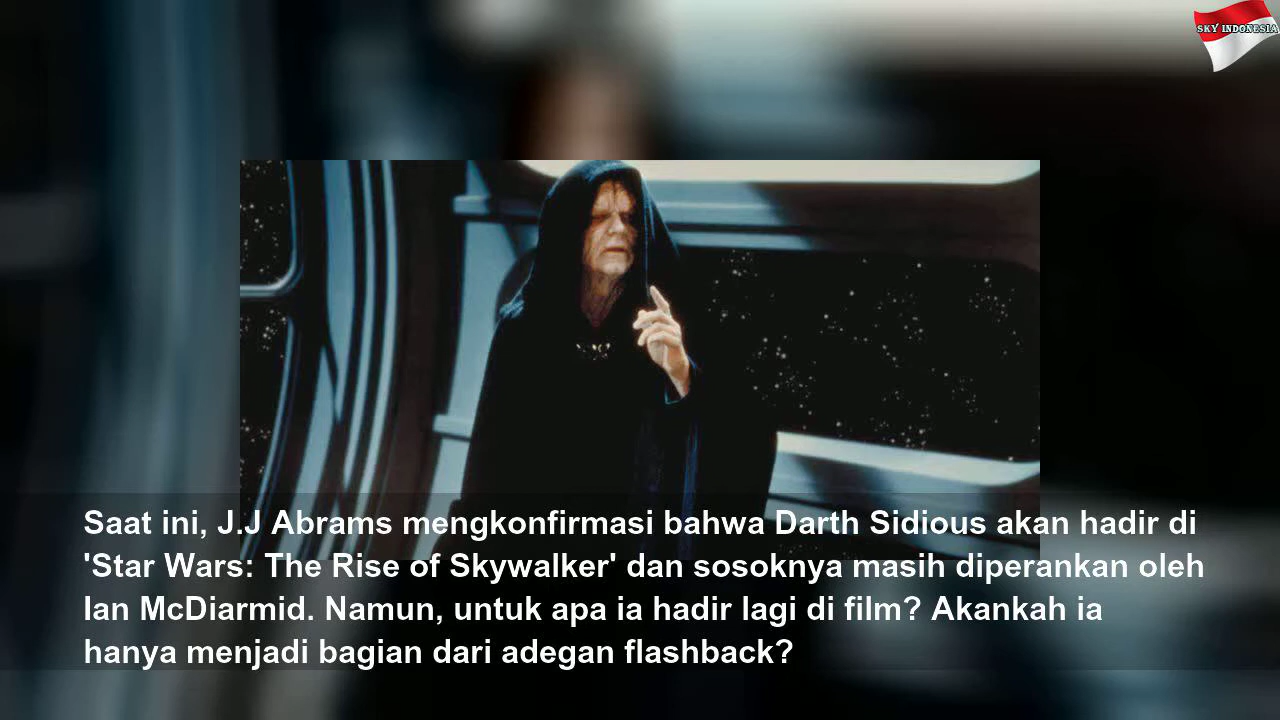 SKY INDONESIA
Saat ini, J.J Abrams mengkonfirmasi bahwa Darth Sidious akan hadir di
'Star Wars: The Rise of Skywalker' dan sosoknya masih diperankan oleh
Ian McDiarmid. Namun, untuk apa ia hadir lagi di film? Akankah ia
hanya menjadi bagian dari adegan flashback?